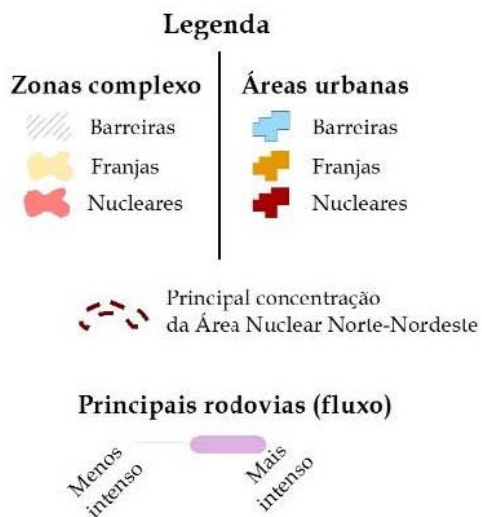 Legenda
Zonas complexo
Barreiras
Franjas
Nucleares
Áreas urbanas
Barreiras
Franjas
Nucleares
Principal concentração
da Área Nuclear Norte-Nordeste
Principais rodovias (fluxo)
Menos
intenso
Mais
intenso